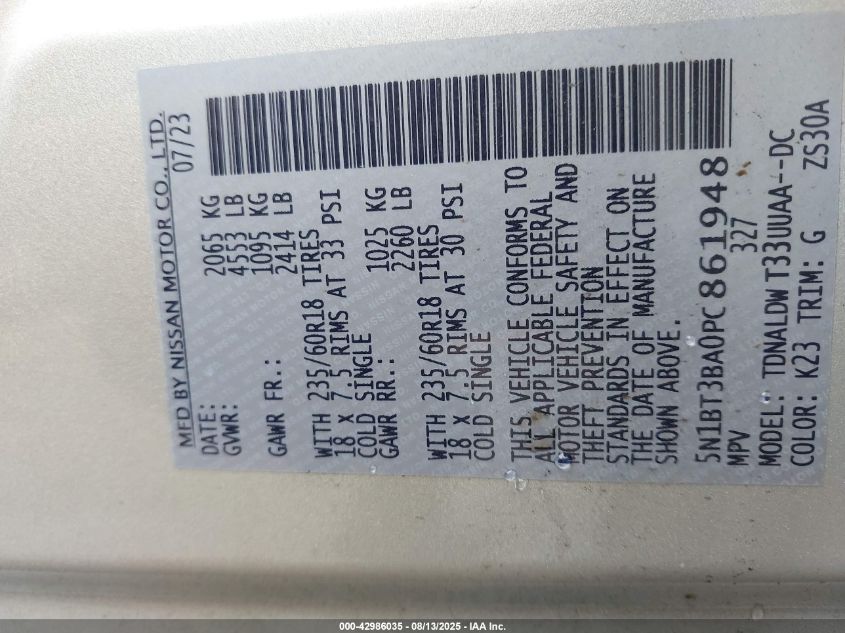 MFD BY NISSAN MOTOR CO., LTD.
DATE: 07/23
GVWR: 2065 KG
4553 LB
GAWR FR.: 1095 KG
2414 LB
WITH 235/60R18 TIRES
18 X 7.5 RIMS AT 33 PSI
COLD SINGLE
GAWR RR.: 1025 KG
2260 LB
WITH 235/60R18 TIRES
18 X 7.5 RIMS AT 30 PSI
COLD SINGLE
THIS VEHICLE CONFORMS TO
ALL APPLICABLE FEDERAL
MOTOR VEHICLE SAFETY AND
THEFT PREVENTION
STANDARDS IN EFFECT ON
THE DATE OF MANUFACTURE
SHOWN ABOVE.
5N1BT3BA0PC861948
MPV 327
MODEL: TDNALDW T33UUAA--DC
COLOR: K23 TRIM: G ZS30A
000-42986035 - 08/13/2025 - IAA Inc.